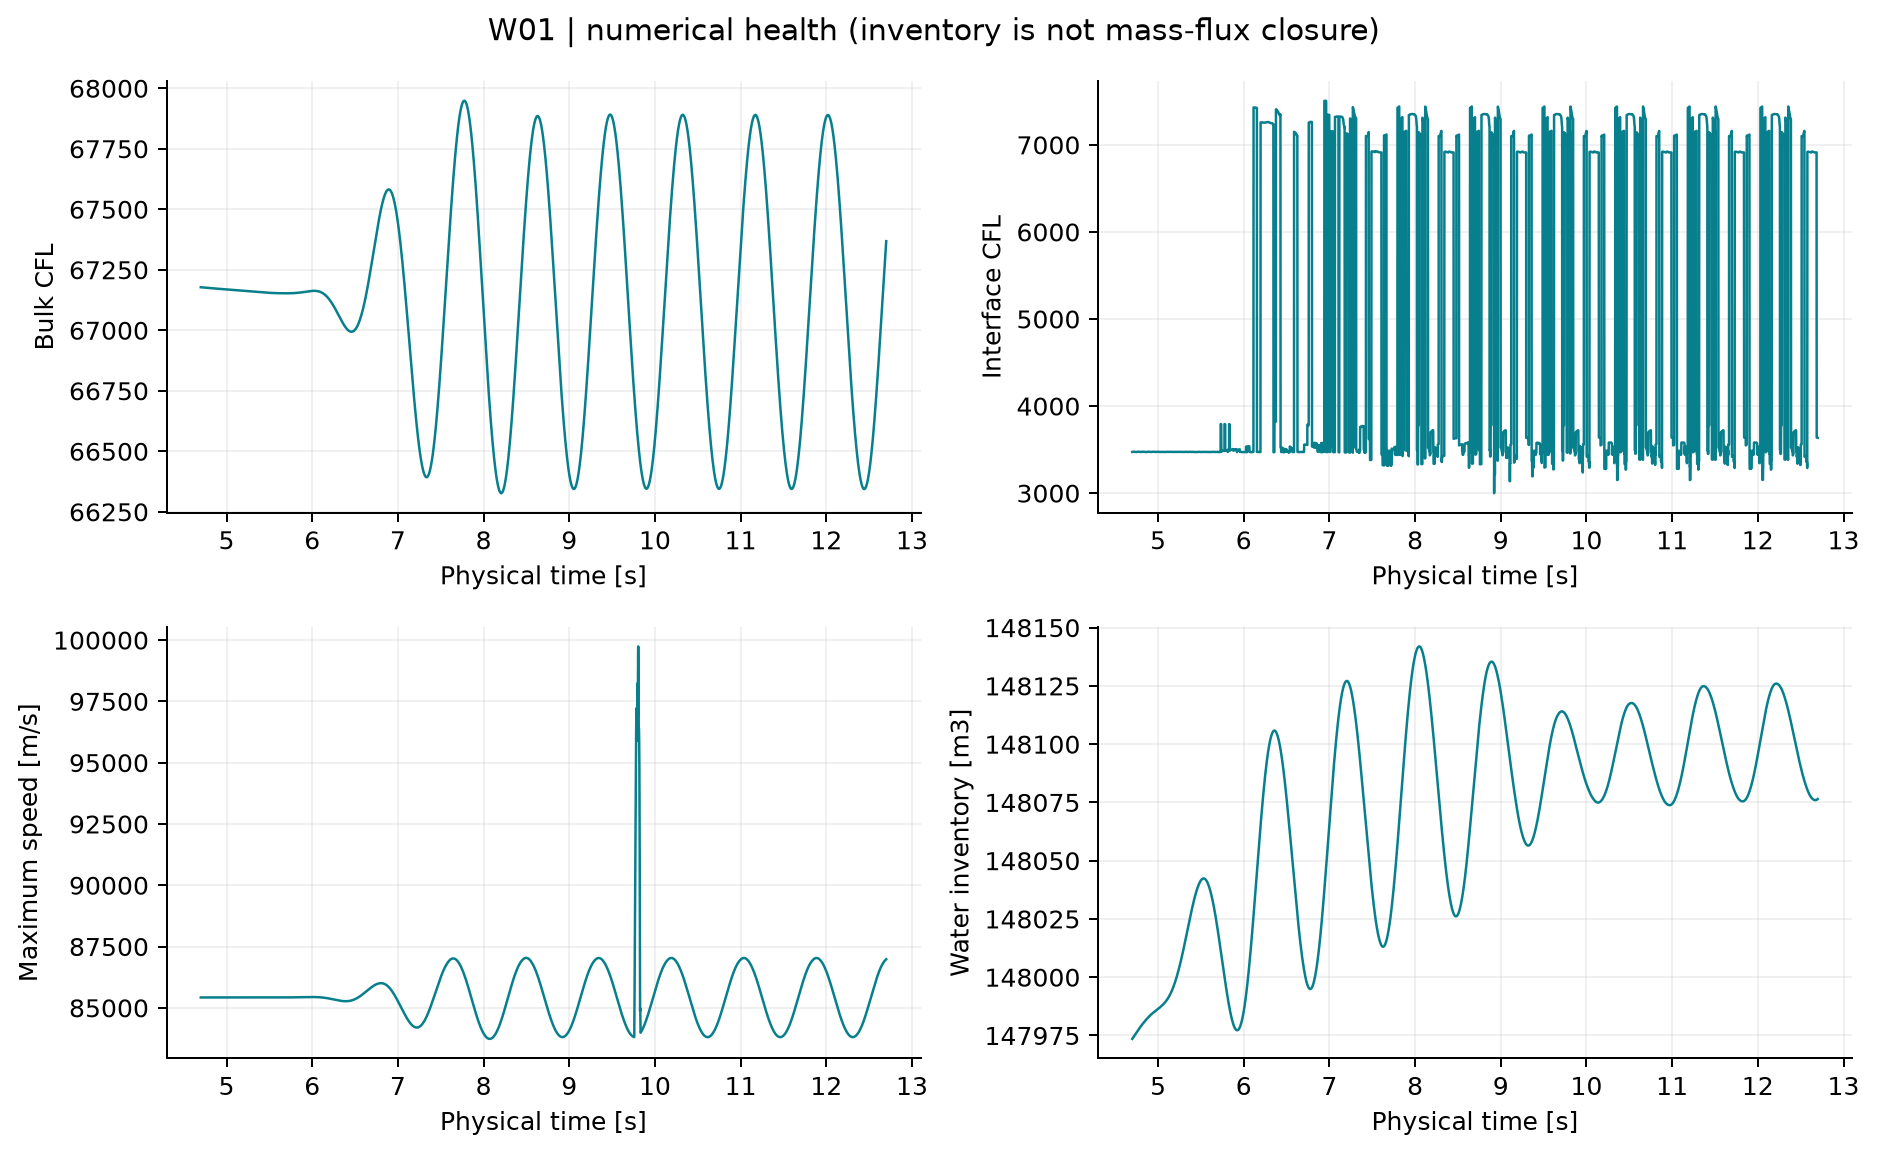 W01 | numerical health (inventory is not mass-flux closure)
68000
67750
67500
67250
67000
66750
66500
66250
Bulk CFL
5 6 7 8 9 10 11 12 13
Physical time [s]
7000
6000
5000
4000
3000
Interface CFL
5 6 7 8 9 10 11 12 13
Physical time [s]
100000
97500
95000
92500
90000
87500
85000
Maximum speed [m/s]
5 6 7 8 9 10 11 12 13
Physical time [s]
148150
148125
148100
148075
148050
148025
148000
147975
Water inventory [m3]
5 6 7 8 9 10 11 12 13
Physical time [s]